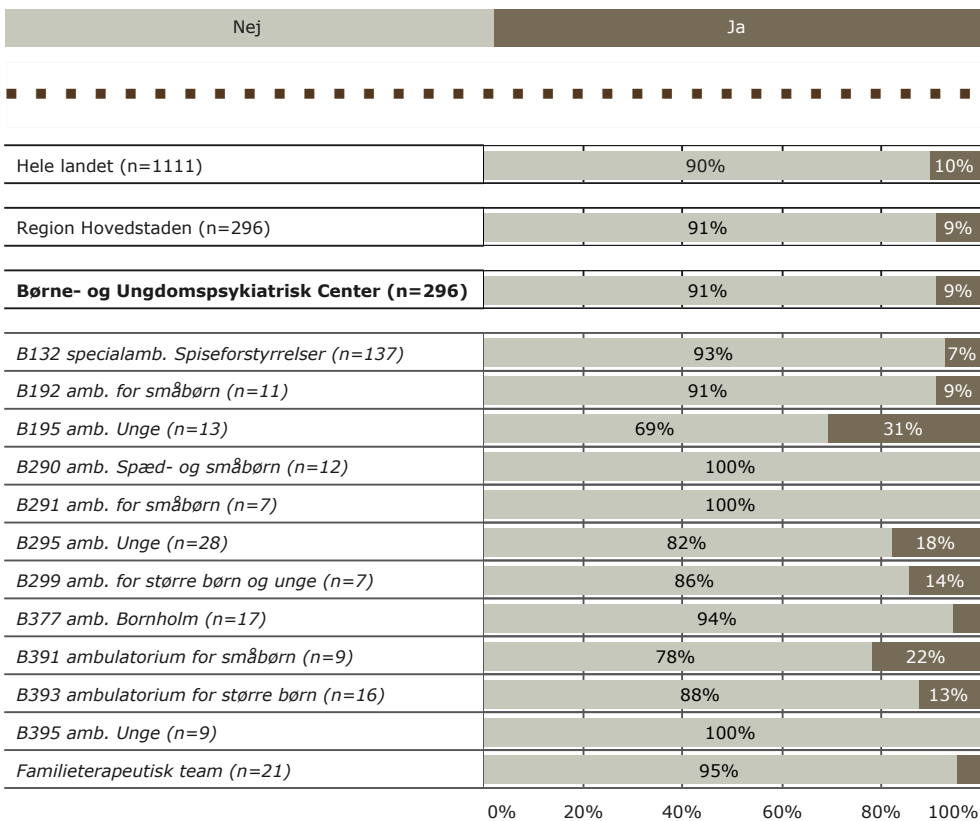 Nej Ja
Hele landet (n=1111) 90% 10%
Region Hovedstaden (n=296) 91% 9%
Børne- og Ungdomspsykiatrisk Center (n=296) 91% 9%
B132 specialamb. Spiseforstyrrelser (n=137) 93% 7%
B192 amb. for småbørn (n=11) 91% 9%
B195 amb. Unge (n=13) 69% 31%
B290 amb. Spæd- og småbørn (n=12) 100%
B291 amb. for småbørn (n=7) 100%
B295 amb. Unge (n=28) 82% 18%
B299 amb. for større børn og unge (n=7) 86% 14%
B377 amb. Bornholm (n=17) 94%
B391 ambulatorium for småbørn (n=9) 78% 22%
B393 ambulatorium for større børn (n=16) 88% 13%
B395 amb. Unge (n=9) 100%
Familieterapeutisk team (n=21) 95%
0% 20% 40% 60% 80% 100%